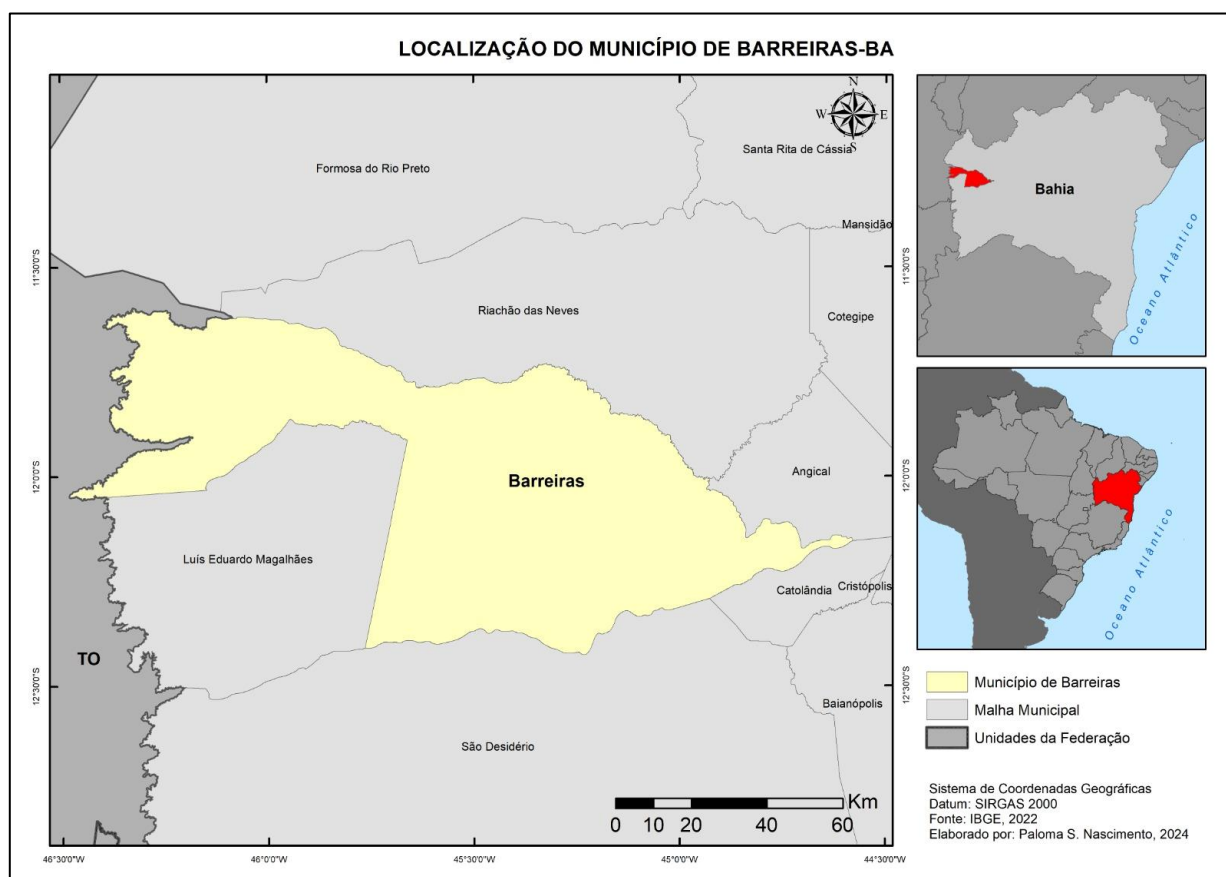 LOCALIZAÇÃO DO MUNICÍPIO DE BARREIRAS-BA
N
W E
S
Formosa do Rio Preto
Santa Rita de Cássia
Mansidão
Riachão das Neves
Cotegipe
Barreiras
Angical
Luís Eduardo Magalhães
Catolândia
Cristópolis
TO
Baianópolis
São Desidério
Km
0 10 20 40 60
46°30'0"W 46°0'0"W 45°30'0"W 45°0'0"W 44°30'0"W
11°30'0"S
12°0'0"S
12°30'0"S
11°30'0"S
12°0'0"S
12°30'0"S
Bahia
Oceano Atlântico
Oceano Atlântico
Município de Barreiras
Malha Municipal
Unidades da Federação
Sistema de Coordenadas Geográficas
Datum: SIRGAS 2000
Fonte: IBGE, 2022
Elaborado por: Paloma S. Nascimento, 2024